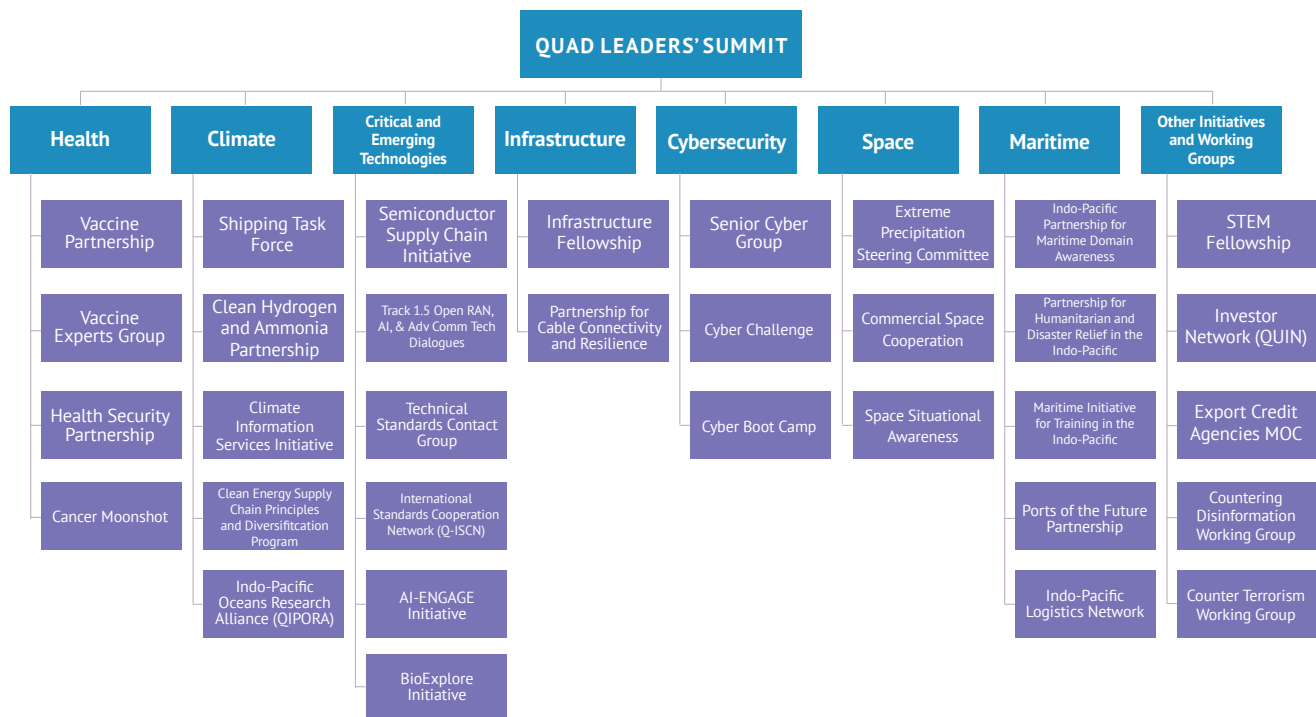 QUAD LEADERS’ SUMMIT
Health
Vaccine
Partnership
Vaccine
Experts Group
Health Security
Partnership
Cancer Moonshot
Climate
Shipping Task
Force
Clean Hydrogen
and Ammonia
Partnership
Climate
Information
Services Initiative
Clean Energy Supply
Chain Principles
and Diversifitcation
Program
Indo-Pacific
Oceans Research
Alliance (QIPORA)
Critical and
Emerging
Technologies
Semiconductor
Supply Chain
Initiative
Track 1.5 Open RAN,
AI, & Adv Comm Tech
Dialogues
Technical
Standards Contact
Group
International
Standards Cooperation
Network (Q-ISCN)
AI-ENGAGE
Initiative
BioExplore
Initiative
Infrastructure
Infrastructure
Fellowship
Partnership for
Cable Connectivity
and Resilience
Cybersecurity
Senior Cyber
Group
Cyber Challenge
Cyber Boot Camp
Space
Extreme
Precipitation
Steering Committee
Commercial Space
Cooperation
Space Situational
Awareness
Maritime
Indo-Pacific
Partnership for
Maritime Domain
Awareness
Partnership for
Humanitarian and
Disaster Relief in the
Indo-Pacific
Maritime Initiative
for Training in the
Indo-Pacific
Ports of the Future
Partnership
Indo-Pacific
Logistics Network
Other Initiatives
and Working
Groups
STEM
Fellowship
Investor
Network (QUIN)
Export Credit
Agencies MOC
Countering
Disinformation
Working Group
Counter Terrorism
Working Group